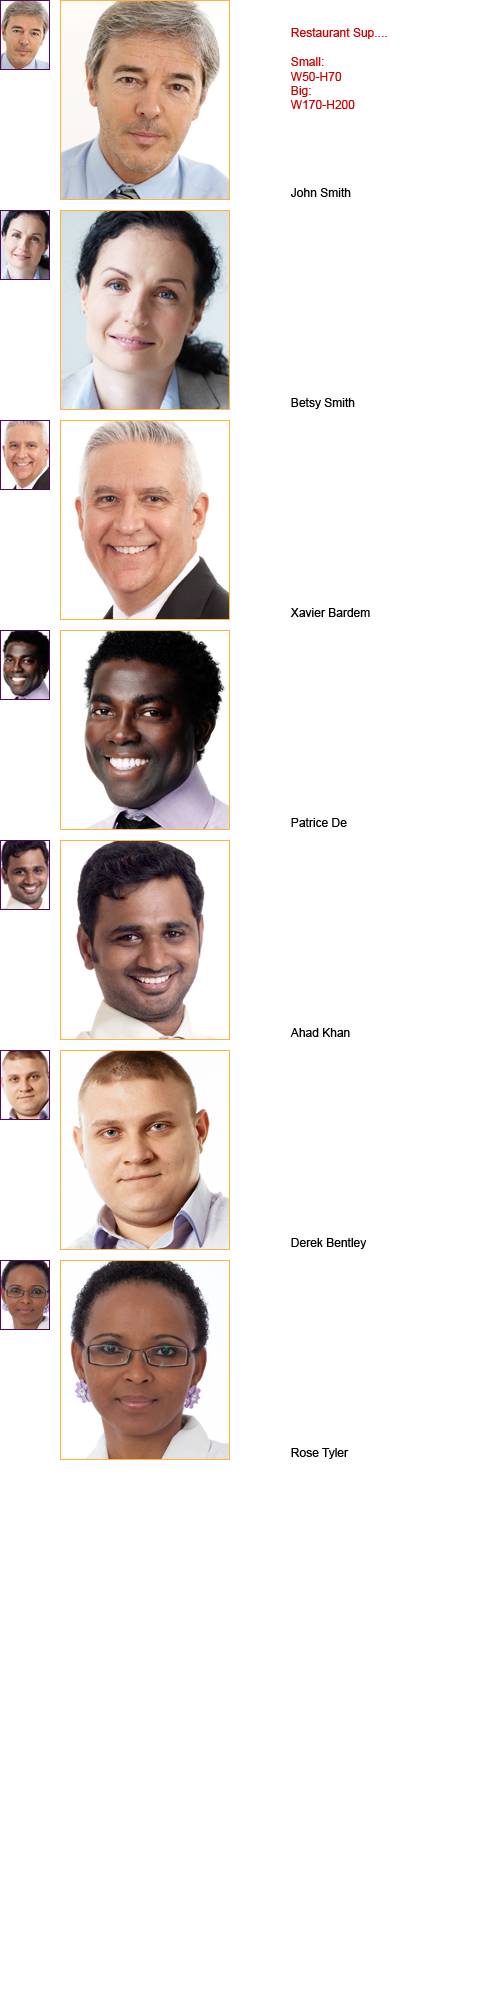 Restaurant Sup....
Small:
W50-H70
Big:
W170-H200
John Smith
Betsy Smith
Xavier Bardem
Patrice De
Ahad Khan
Derek Bentley
Rose Tyler